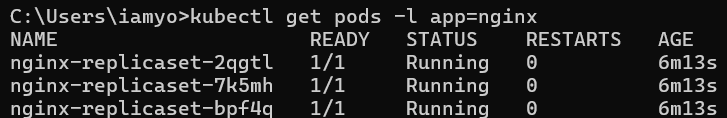 C:\Users\iamyo>kubectl get pods -l app=nginx
NAME                     READY   STATUS    RESTARTS   AGE
nginx-replicaset-2qgtl   1/1     Running   0          6m13s
nginx-replicaset-7k5mh   1/1     Running   0          6m13s
nginx-replicaset-bpf4q   1/1     Running   0          6m13s